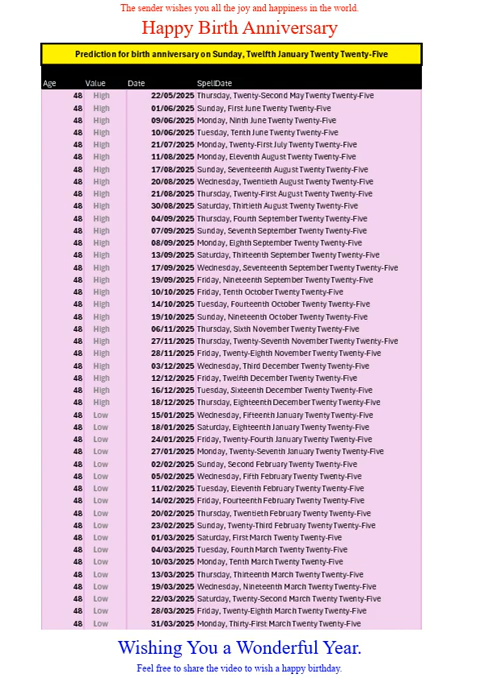 The sender wishes you all the joy and happiness in the world.
Happy Birth Anniversary
Prediction for birth anniversary on Sunday, Twelfth January Twenty Twenty-Five
Age Value Date SpellDate
48 High 22/05/2025 Thursday, Twenty-Second May Twenty Twenty-Five
48 High 01/06/2025 Sunday, First June Twenty Twenty-Five
48 High 09/06/2025 Monday, Ninth June Twenty Twenty-Five
48 High 10/06/2025 Tuesday, Tenth June Twenty Twenty-Five
48 High 21/07/2025 Monday, Twenty-First July Twenty Twenty-Five
48 High 11/08/2025 Monday, Eleventh August Twenty Twenty-Five
48 High 17/08/2025 Sunday, Seventeenth August Twenty Twenty-Five
48 High 20/08/2025 Wednesday, Twentieth August Twenty Twenty-Five
48 High 21/08/2025 Thursday, Twenty-First August Twenty Twenty-Five
48 High 30/08/2025 Saturday, Thirtieth August Twenty Twenty-Five
48 High 04/09/2025 Thursday, Fourth September Twenty Twenty-Five
48 High 07/09/2025 Sunday, Seventh September Twenty Twenty-Five
48 High 08/09/2025 Monday, Eighth September Twenty Twenty-Five
48 High 13/09/2025 Saturday, Thirteenth September Twenty Twenty-Five
48 High 17/09/2025 Wednesday, Seventeenth September Twenty Twenty-Five
48 High 19/09/2025 Friday, Nineteenth September Twenty Twenty-Five
48 High 10/10/2025 Friday, Tenth October Twenty Twenty-Five
48 High 14/10/2025 Tuesday, Fourteenth October Twenty Twenty-Five
48 High 19/10/2025 Sunday, Nineteenth October Twenty Twenty-Five
48 High 06/11/2025 Thursday, Sixth November Twenty Twenty-Five
48 High 27/11/2025 Thursday, Twenty-Seventh November Twenty Twenty-Five
48 High 28/11/2025 Friday, Twenty-Eighth November Twenty Twenty-Five
48 High 03/12/2025 Wednesday, Third December Twenty Twenty-Five
48 High 12/12/2025 Friday, Twelfth December Twenty Twenty-Five
48 High 16/12/2025 Tuesday, Sixteenth December Twenty Twenty-Five
48 High 18/12/2025 Thursday, Eighteenth December Twenty Twenty-Five
48 Low 15/01/2025 Wednesday, Fifteenth January Twenty Twenty-Five
48 Low 18/01/2025 Saturday, Eighteenth January Twenty Twenty-Five
48 Low 24/01/2025 Friday, Twenty-Fourth January Twenty Twenty-Five
48 Low 27/01/2025 Monday, Twenty-Seventh January Twenty Twenty-Five
48 Low 02/02/2025 Sunday, Second February Twenty Twenty-Five
48 Low 05/02/2025 Wednesday, Fifth February Twenty Twenty-Five
48 Low 11/02/2025 Tuesday, Eleventh February Twenty Twenty-Five
48 Low 14/02/2025 Friday, Fourteenth February Twenty Twenty-Five
48 Low 20/02/2025 Thursday, Twentieth February Twenty Twenty-Five
48 Low 23/02/2025 Sunday, Twenty-Third February Twenty Twenty-Five
48 Low 01/03/2025 Saturday, First March Twenty Twenty-Five
48 Low 04/03/2025 Tuesday, Fourth March Twenty Twenty-Five
48 Low 10/03/2025 Monday, Tenth March Twenty Twenty-Five
48 Low 13/03/2025 Thursday, Thirteenth March Twenty Twenty-Five
48 Low 19/03/2025 Wednesday, Nineteenth March Twenty Twenty-Five
48 Low 22/03/2025 Saturday, Twenty-Second March Twenty Twenty-Five
48 Low 28/03/2025 Friday, Twenty-Eighth March Twenty Twenty-Five
48 Low 31/03/2025 Monday, Thirty-First March Twenty Twenty-Five
Wishing You a Wonderful Year.
Feel free to share the video to wish a happy birthday.